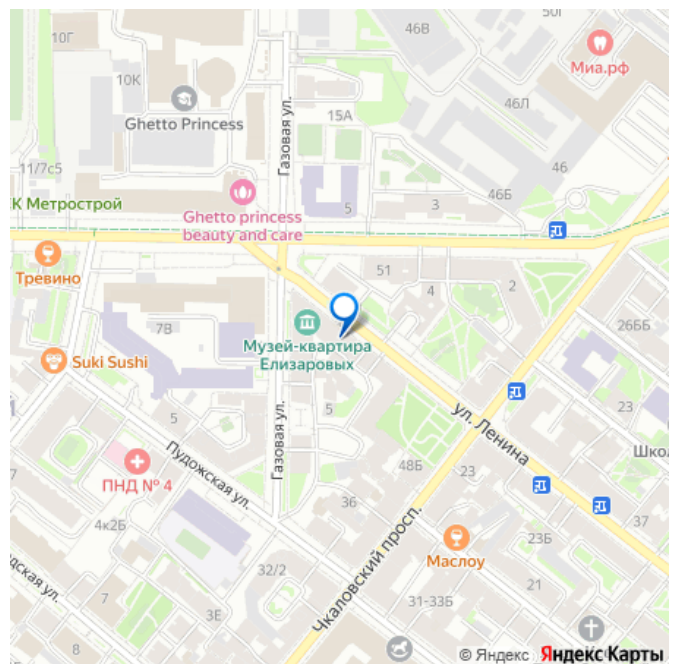 50Г
10Г
46В
Миа.рф
10К
46Л
Ghetto Princess
15А
Газовая ул.
11/7с5
46
46Б
СК Метрострой
5
3
Ghetto princess
beauty and care
Тревино
51
4
2
7В
Музей-квартира
Елизаровых
26ББ
Suki Sushi
5
5
ул. Ленина
23
Газовая ул.
Пудожская ул.
48Б
23
Шко
ПНД № 4
36
4к2Б
Чкаловский просп.
Маслоу
23Б
37
32/2
21
дская ул.
7
3Е
31-33Б
8
© Яндекс Яндекс Карты